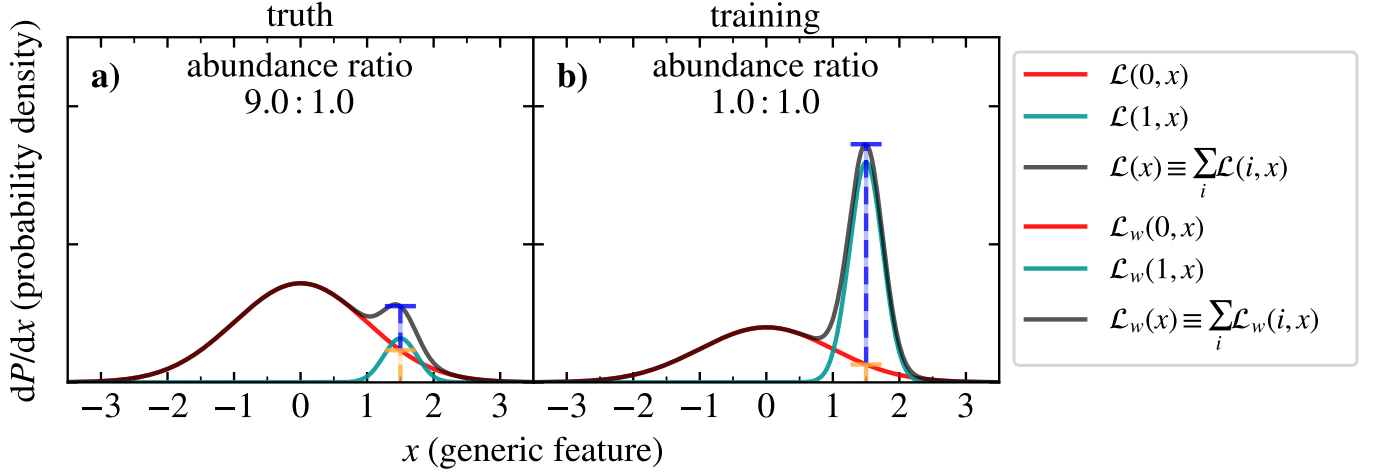 truth
training
dP/dx (probability density)
a)
abundance ratio
9.0 : 1.0
b)
abundance ratio
1.0 : 1.0
−3 −2 −1 0 1 2 3
−3 −2 −1 0 1 2 3
x (generic feature)
ℒ(0, x)
ℒ(1, x)
ℒ(x) ≡ ∑ᵢ ℒ(i, x)
ℒ_w(0, x)
ℒ_w(1, x)
ℒ_w(x) ≡ ∑ᵢ ℒ_w(i, x)